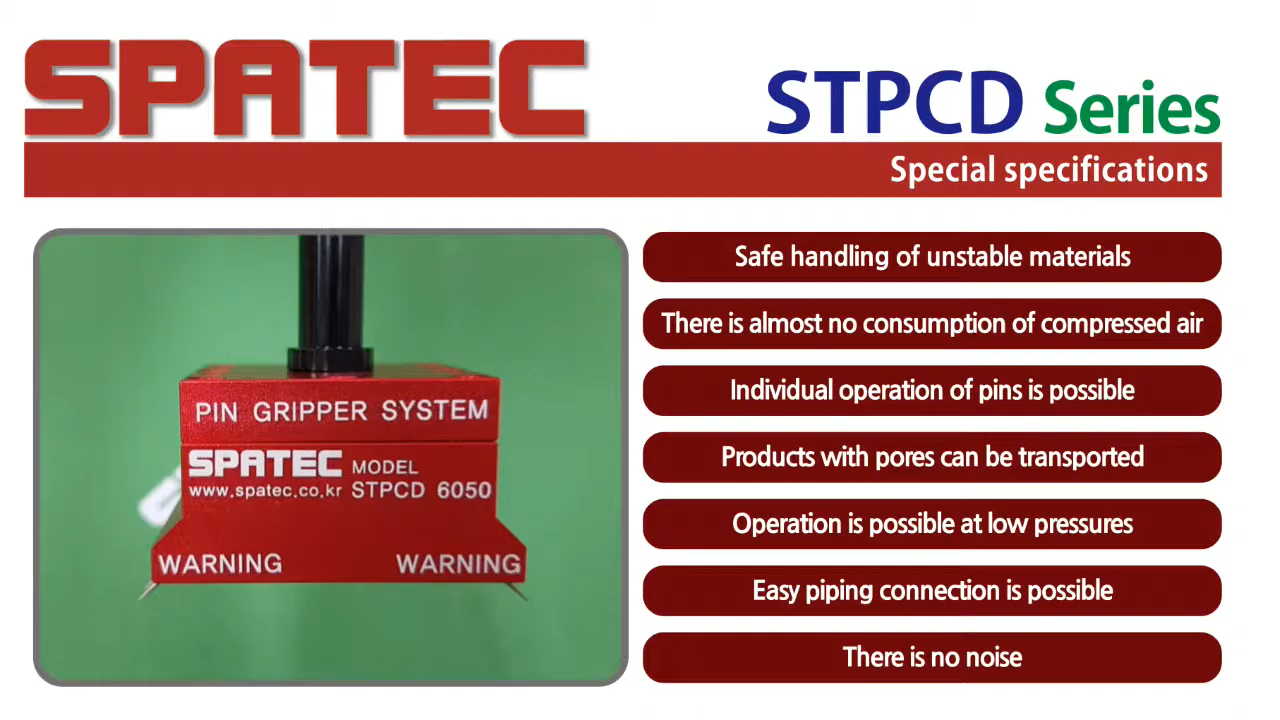 SPATEC
STPCD Series
Special specifications
PIN GRIPPER SYSTEM
SPATEC MODEL
www.spatec.co.kr STPCD 6050
WARNING WARNING
Safe handling of unstable materials
There is almost no consumption of compressed air
Individual operation of pins is possible
Products with pores can be transported
Operation is possible at low pressures
Easy piping connection is possible
There is no noise